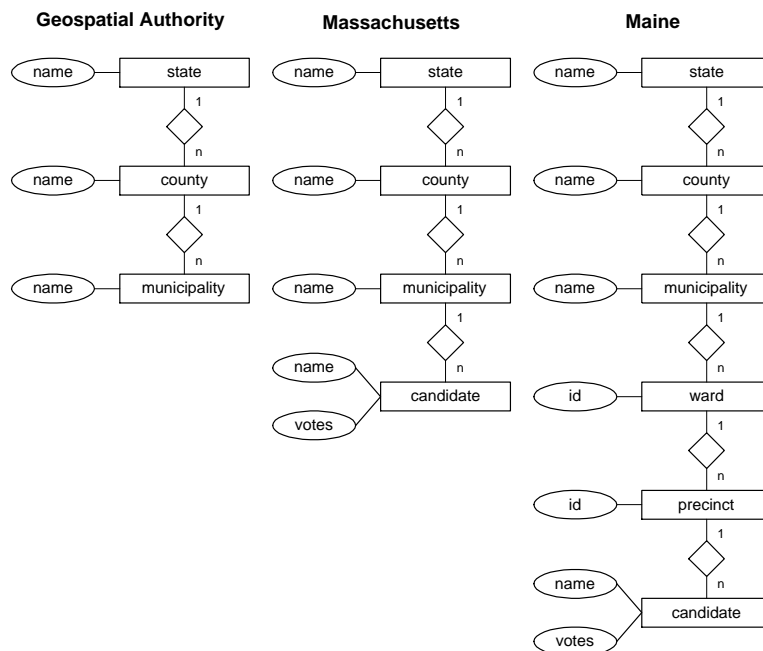 Geospatial Authority
Massachusetts
Maine
name
state
name
state
name
state
1
1
1
n
n
n
name
county
name
county
name
county
1
1
1
n
n
n
name
municipality
name
municipality
name
municipality
1
1
n
n
name
candidate
votes
id
ward
1
n
id
precinct
1
n
name
candidate
votes